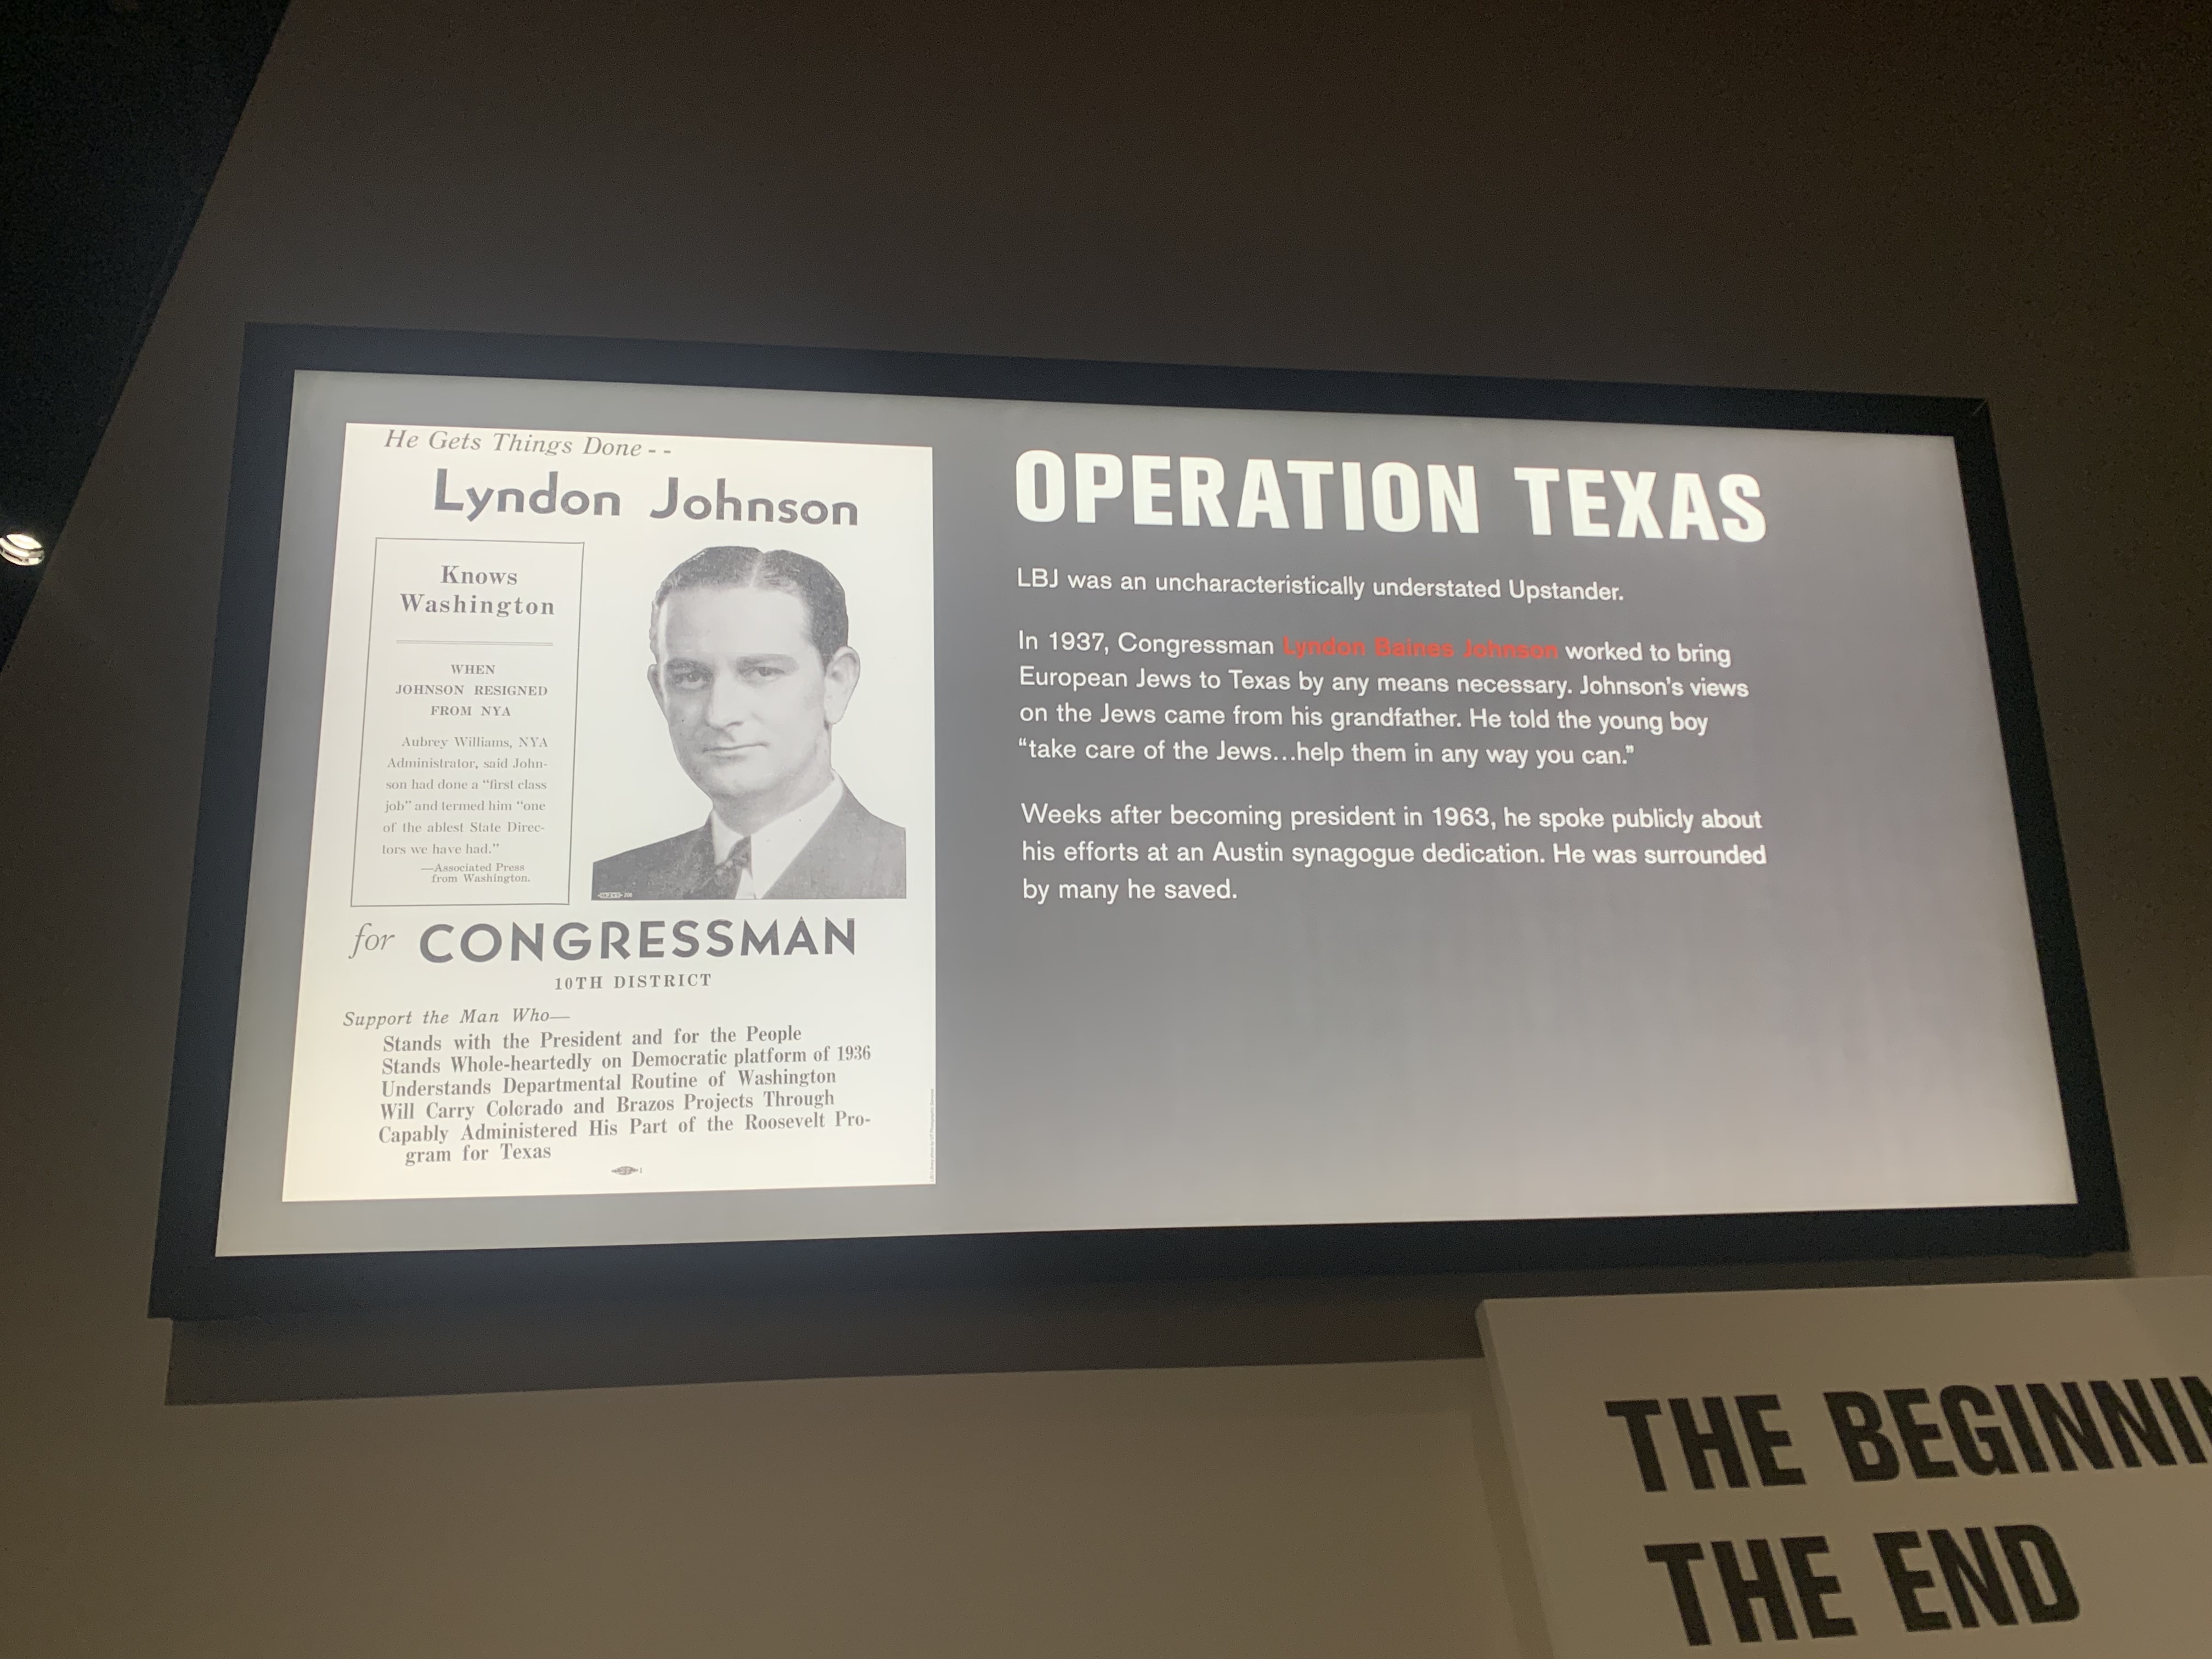 He Gets Things Done--
Lyndon Johnson
Knows
Washington
WHEN
JOHNSON RESIGNED
FROM NYA
Aubrey Williams, NYA
Administrator, said John-
son had done a “first class
job” and termed him “one
of the ablest State Direc-
tors we have had.”
—Associated Press
from Washington.
for CONGRESSMAN
10TH DISTRICT
Support the Man Who—
Stands with the President and for the People
Stands Whole-heartedly on Democratic platform of 1936
Understands Departmental Routine of Washington
Will Carry Colorado and Brazos Projects Through
Capably Administered His Part of the Roosevelt Pro-
gram for Texas
OPERATION TEXAS
LBJ was an uncharacteristically understated Upstander.
In 1937, Congressman Lyndon Baines Johnson worked to bring
European Jews to Texas by any means necessary. Johnson’s views
on the Jews came from his grandfather. He told the young boy
“take care of the Jews...help them in any way you can.”
Weeks after becoming president in 1963, he spoke publicly about
his efforts at an Austin synagogue dedication. He was surrounded
by many he saved.
THE BEGINNIN
THE END